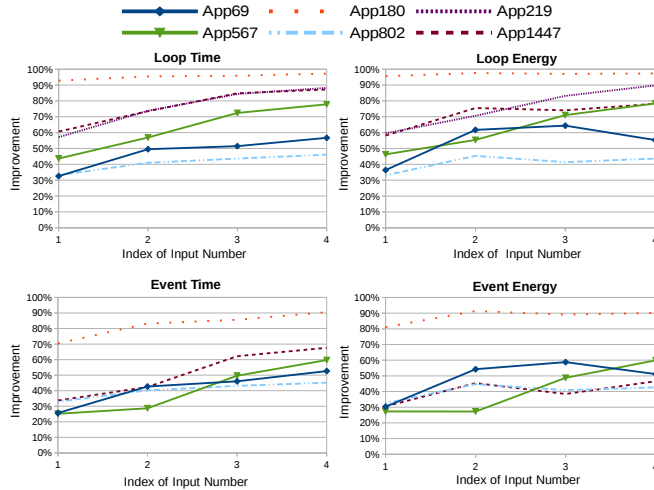 App69 App180 App219
App567 App802 App1447
Loop Time
100%
90%
80%
70%
60%
50%
40%
30%
20%
10%
0%
Improvement
1 2 3 4
Index of Input Number
Loop Energy
100%
90%
80%
70%
60%
50%
40%
30%
20%
10%
0%
Improvement
1 2 3 4
Index of Input Number
Event Time
100%
90%
80%
70%
60%
50%
40%
30%
20%
10%
0%
Improvement
1 2 3 4
Index of Input Number
Event Energy
100%
90%
80%
70%
60%
50%
40%
30%
20%
10%
0%
Improvement
1 2 3 4
Index of Input Number